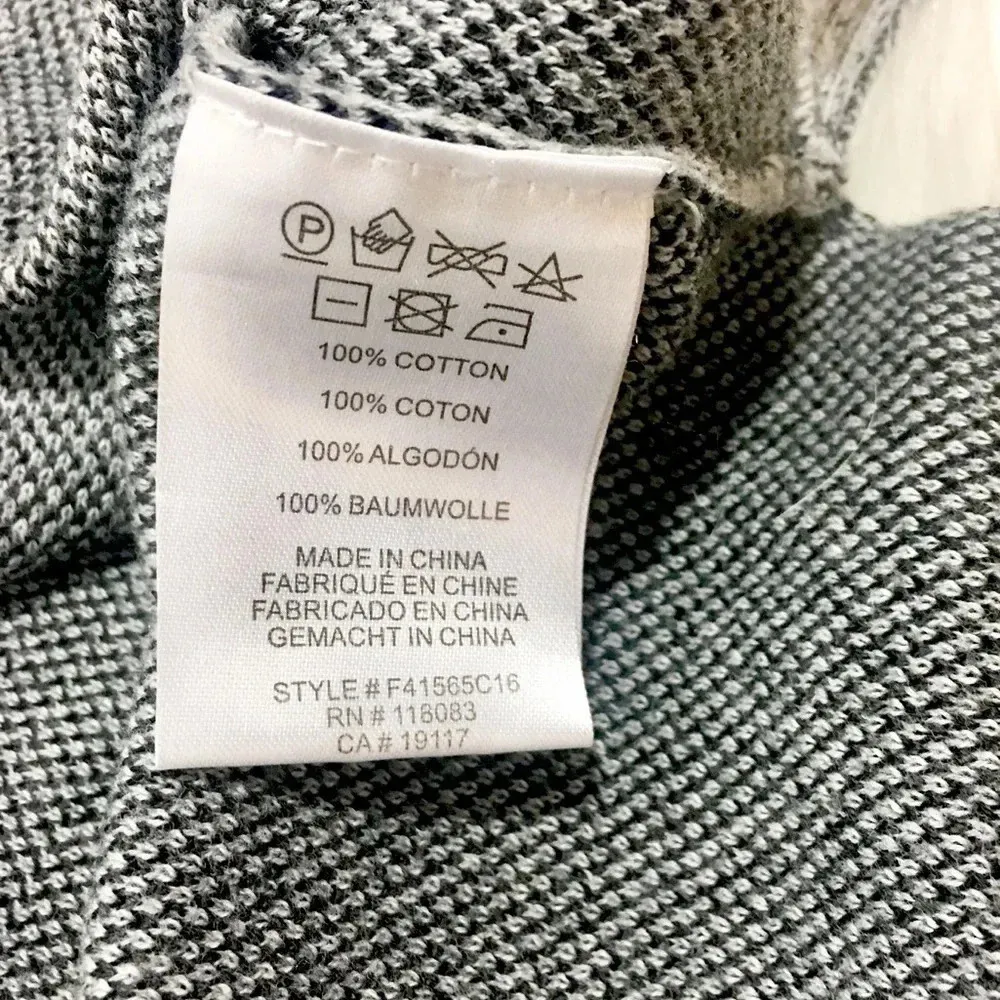 P
100% COTTON
100% COTON
100% ALGODÓN
100% BAUMWOLLE
MADE IN CHINA
FABRIQUÉ EN CHINE
FABRICADO EN CHINA
GEMACHT IN CHINA
STYLE # F41565C16
RN # 118083
CA # 19117